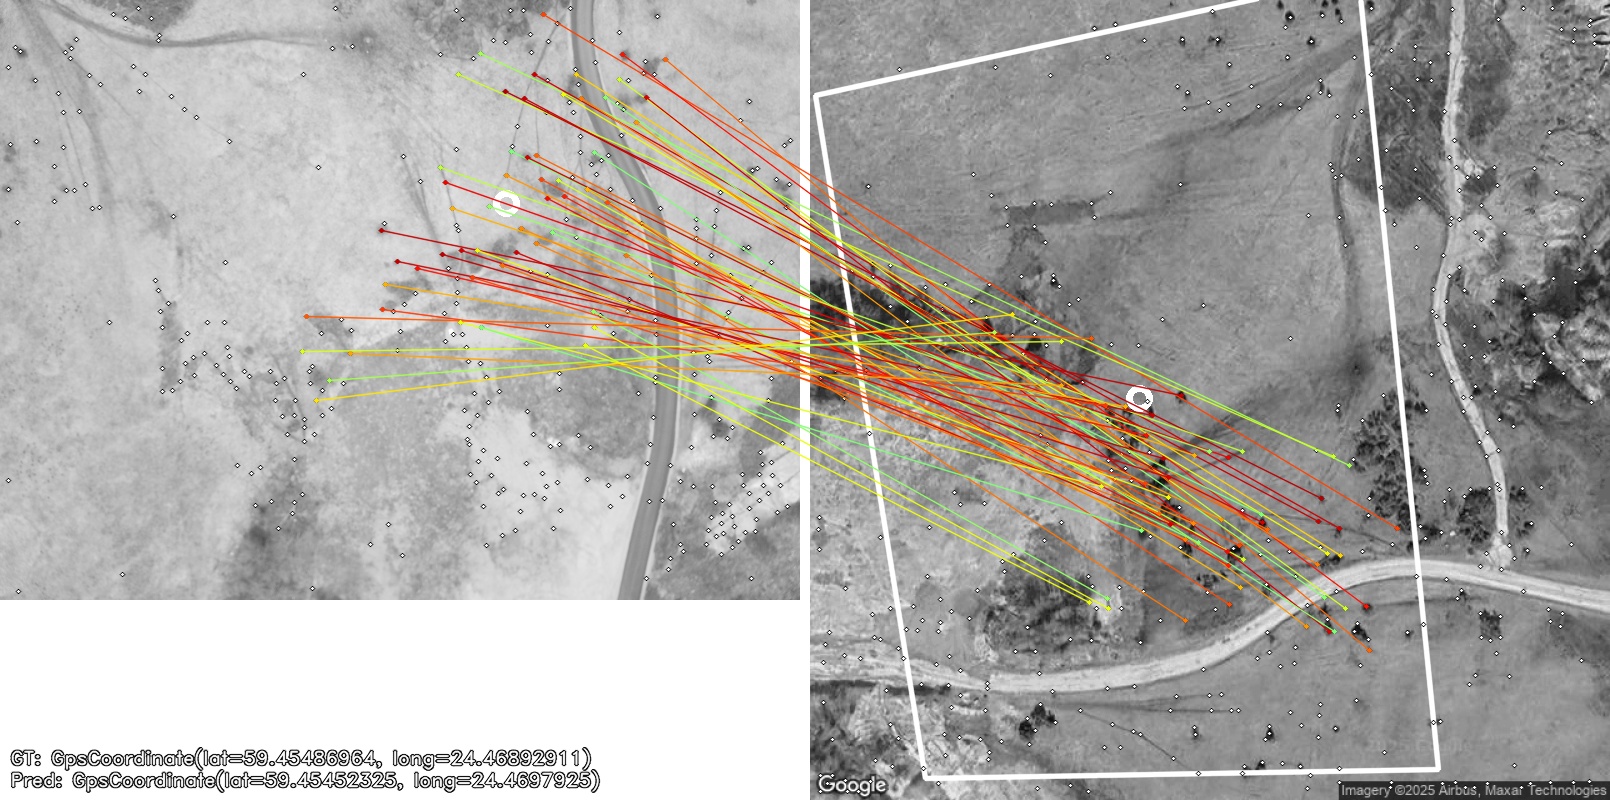 GT: GpsCoordinate(lat=59.45486964, long=24.46892911)
Pred: GpsCoordinate(lat=59.45452325, long=24.4697925)
Google
Imagery ©2025 Airbus, Maxar Technologies